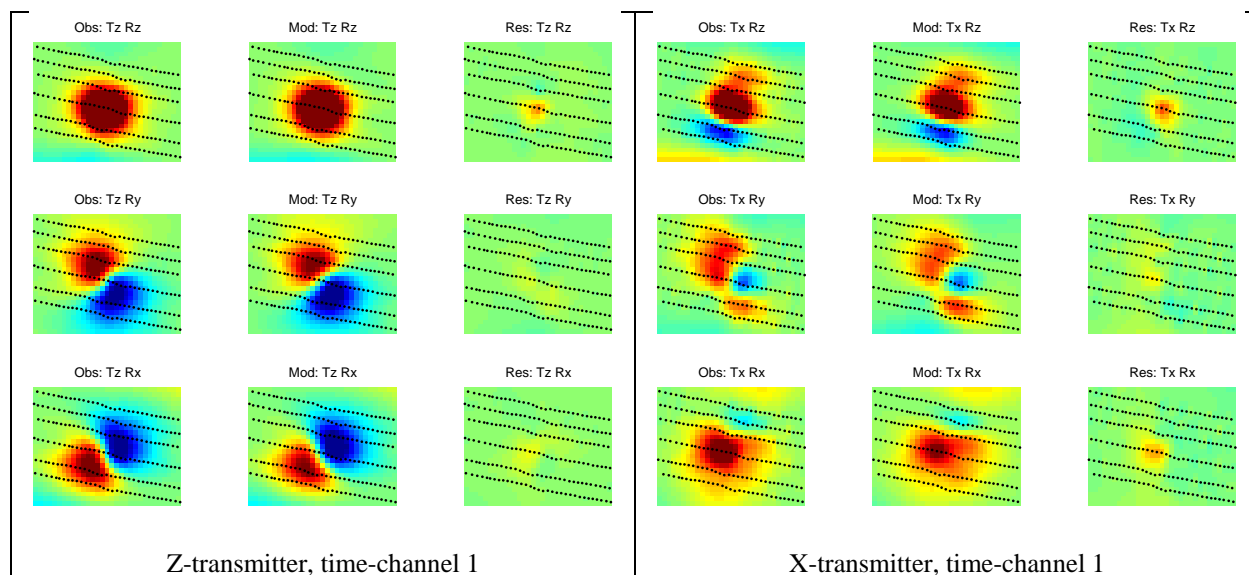 Obs: Tz Rz
Mod: Tz Rz
Res: Tz Rz
Obs: Tz Ry
Mod: Tz Ry
Res: Tz Ry
Obs: Tz Rx
Mod: Tz Rx
Res: Tz Rx
Z-transmitter, time-channel 1
Obs: Tx Rz
Mod: Tx Rz
Res: Tx Rz
Obs: Tx Ry
Mod: Tx Ry
Res: Tx Ry
Obs: Tx Rx
Mod: Tx Rx
Res: Tx Rx
X-transmitter, time-channel 1